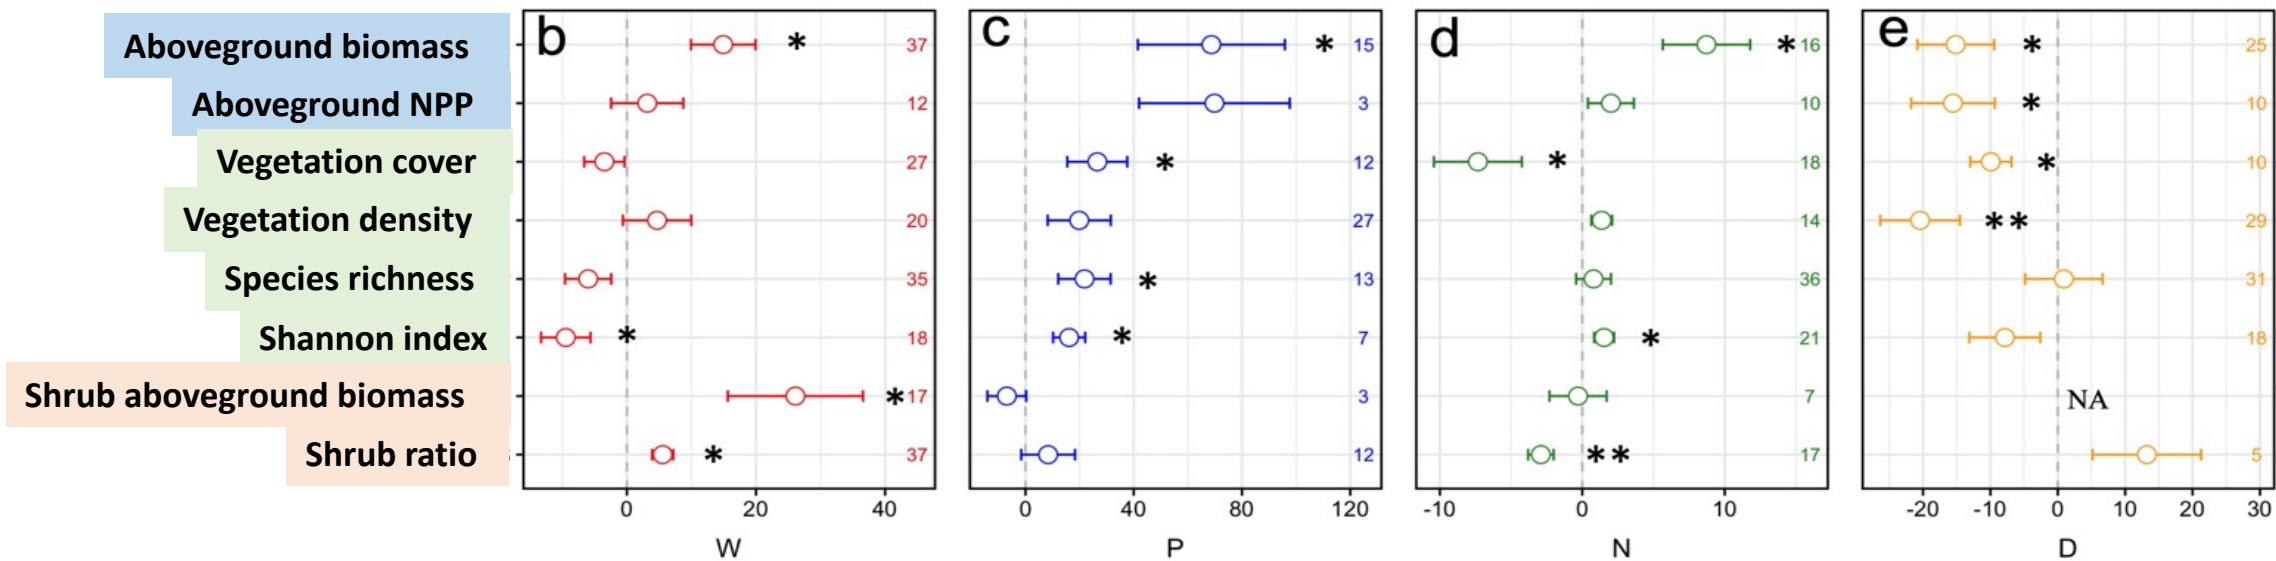 b c d e
Aboveground biomass * 37 * 15 * 16 * 25
Aboveground NPP 12 3 10 * 10
Vegetation cover 27 * 12 * 18 * 10
Vegetation density 20 27 14 ** 29
Species richness 35 * 13 36 31
Shannon index * 18 * 7 * 21 18
Shrub aboveground biomass * 17 3 7 NA
Shrub ratio * 37 12 ** 17 5
0 20 40 0 40 80 120 -10 0 10 -20 -10 0 10 20 30
W P N D